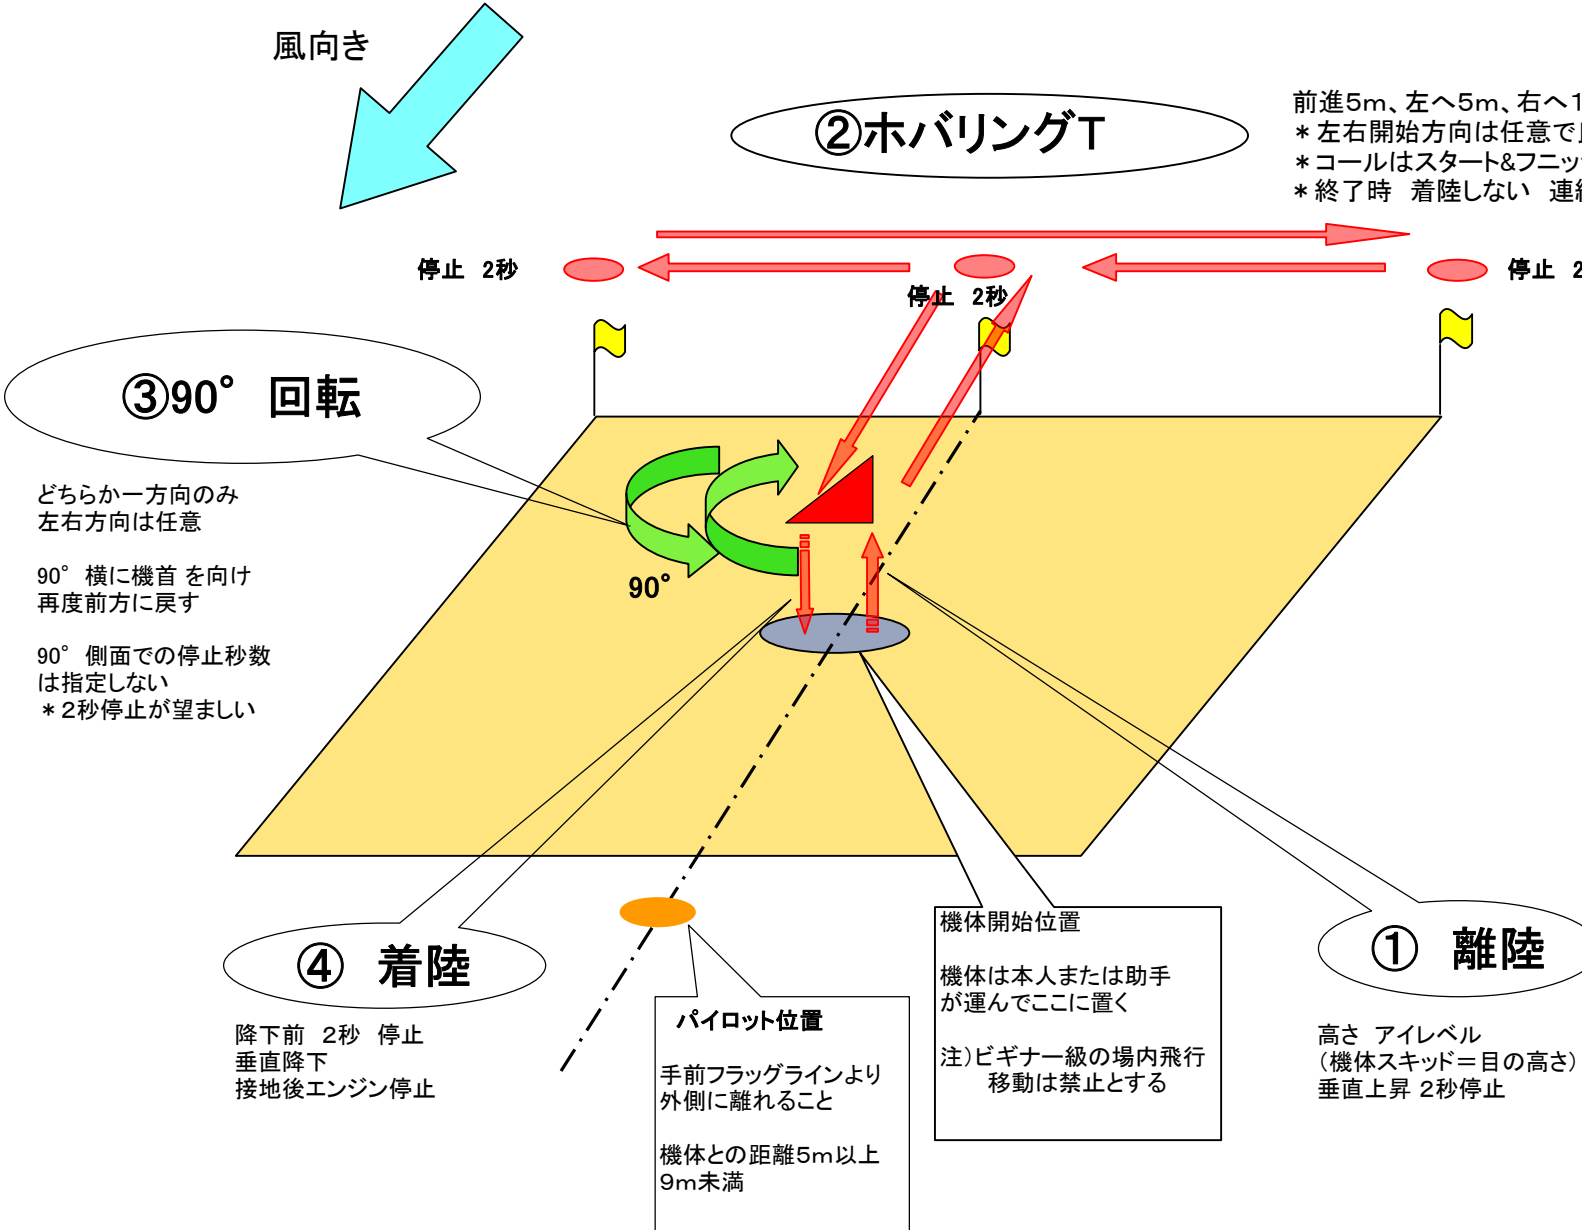 風向き
②ホバリングT
前進5m、左へ5m、右へ1
＊左右開始方向は任意で
＊コールはスタート&フニッ
＊終了時　着陸しない　連
停止　2秒
停止　2秒
停止　2
③90°　回転
どちらか一方向のみ
左右方向は任意
90°　横に機首 を向け
再度前方に戻す
90°　側面での停止秒数
は指定しない
＊2秒停止が望ましい
90°
④　着陸
降下前　2秒　停止
垂直降下
接地後エンジン停止
パイロット位置
手前フラッグラインより
外側に離れること
機体との距離5m以上
9m未満
機体開始位置
機体は本人または助手
が運んでここに置く
注）ビギナー級の場内飛行
移動は禁止とする
①　離陸
高さ　アイレベル
（機体スキッド＝目の高さ）
垂直上昇 2秒停止